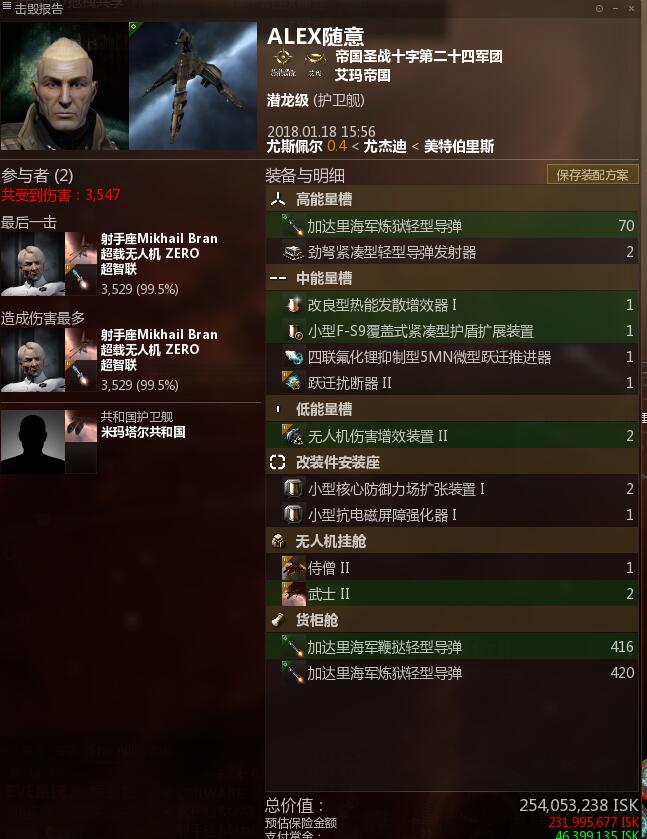 击毁报告
ALEX随意
帝国圣战十字第二十四军团
艾玛帝国
潜龙级 (护卫舰)
2018.01.18 15:56
尤斯佩尔 0.4 < 尤杰迪 < 美特伯里斯
参与者 (2)
共受到伤害：3,547
最后一击
射手座Mikhail Bran
超载无人机 ZERO
超智联
3,529 (99.5%)
造成伤害最多
射手座Mikhail Bran
超载无人机 ZERO
超智联
3,529 (99.5%)
共和国护卫舰
米玛塔尔共和国
装备与明细
保存装配方案
高能量槽
加达里海军炼狱轻型导弹 70
劲弩紧凑型轻型导弹发射器 2
中能量槽
改良型热能发散增效器 I 1
小型F-S9覆盖式紧凑型护盾扩展装置 1
四联氟化锂抑制型5MN微型跃迁推进器 1
跃迁扰断器 II 1
低能量槽
无人机伤害增效装置 II 2
改装件安装座
小型核心防御力场扩张装置 I 2
小型抗电磁屏障强化器 I 1
无人机挂舱
侍僧 II 1
武士 II 2
货柜舱
加达里海军鞭挞轻型导弹 416
加达里海军炼狱轻型导弹 420
总价值： 254,053,238 ISK
预估保险金额 231,995,677 ISK
支付赏金： 46,399,135 ISK